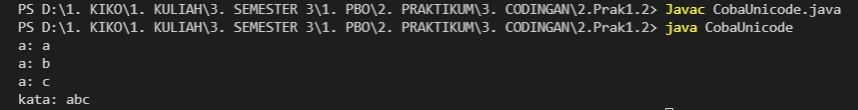 PS D:\1. KIKO\1. KULIAH\3. SEMESTER 3\1. PBO\2. PRAKTIKUM\3. CODINGAN\2.Prak1.2> Javac CobaUnicode.java
PS D:\1. KIKO\1. KULIAH\3. SEMESTER 3\1. PBO\2. PRAKTIKUM\3. CODINGAN\2.Prak1.2> java CobaUnicode
a: a
a: b
a: c
kata: abc